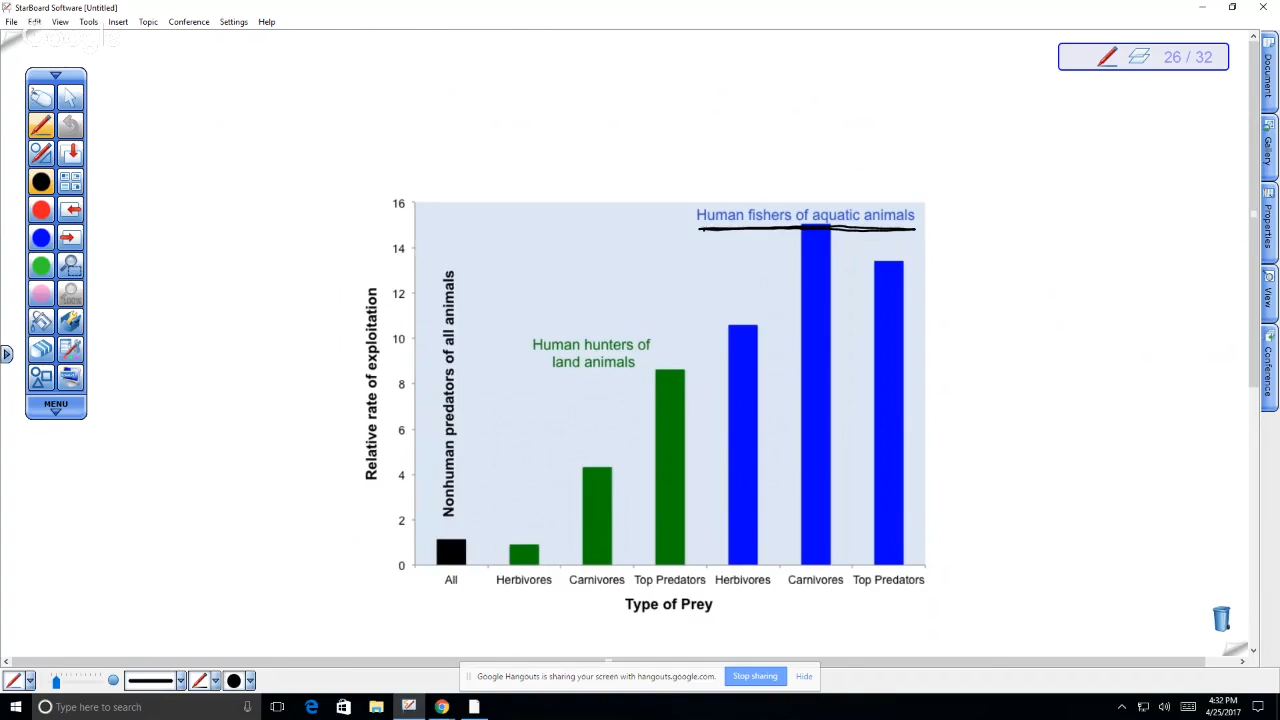 StarBoard Software [Untitled]
File Edit View Tools Insert Topic Conference Settings Help
Google
26 / 32
Document
Gallery
Properties
View
Conference
MENU
100%
16
14
12
10
8
6
4
2
0
Relative rate of exploitation
Nonhuman predators of all animals
Human hunters of
land animals
Human fishers of aquatic animals
All Herbivores Carnivores Top Predators Herbivores Carnivores Top Predators
Type of Prey
Google Hangouts is sharing your screen with hangouts.google.com. Stop sharing Hide
Type here to search
4:32 PM
4/25/2017